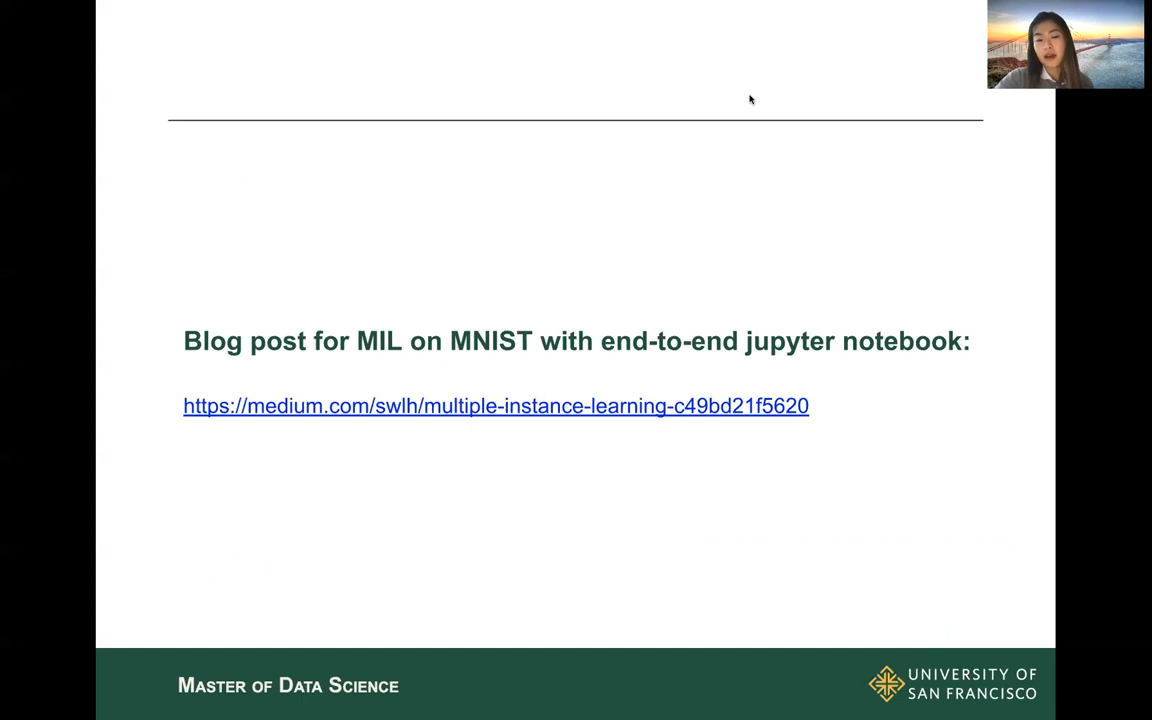 Blog post for MIL on MNIST with end-to-end jupyter notebook:
https://medium.com/swlh/multiple-instance-learning-c49bd21f5620
MASTER OF DATA SCIENCE
UNIVERSITY OF
SAN FRANCISCO